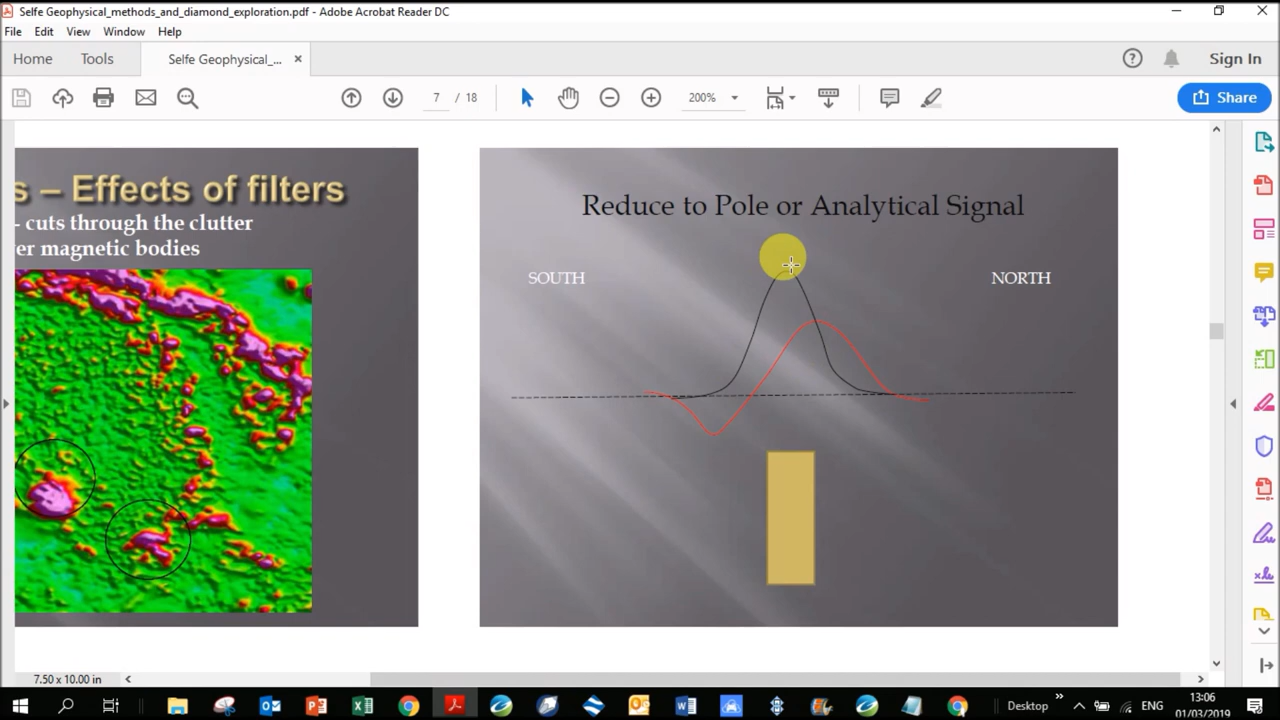 Selfe Geophysical_methods_and_diamond_exploration.pdf - Adobe Acrobat Reader DC
File Edit View Window Help
Home Tools Selfe Geophysical_... ×
Sign In
7 / 18
200%
Share
s – Effects of filters
- cuts through the clutter
er magnetic bodies
Reduce to Pole or Analytical Signal
SOUTH
NORTH
7.50 x 10.00 in
Desktop
ENG
13:06
01/03/2019